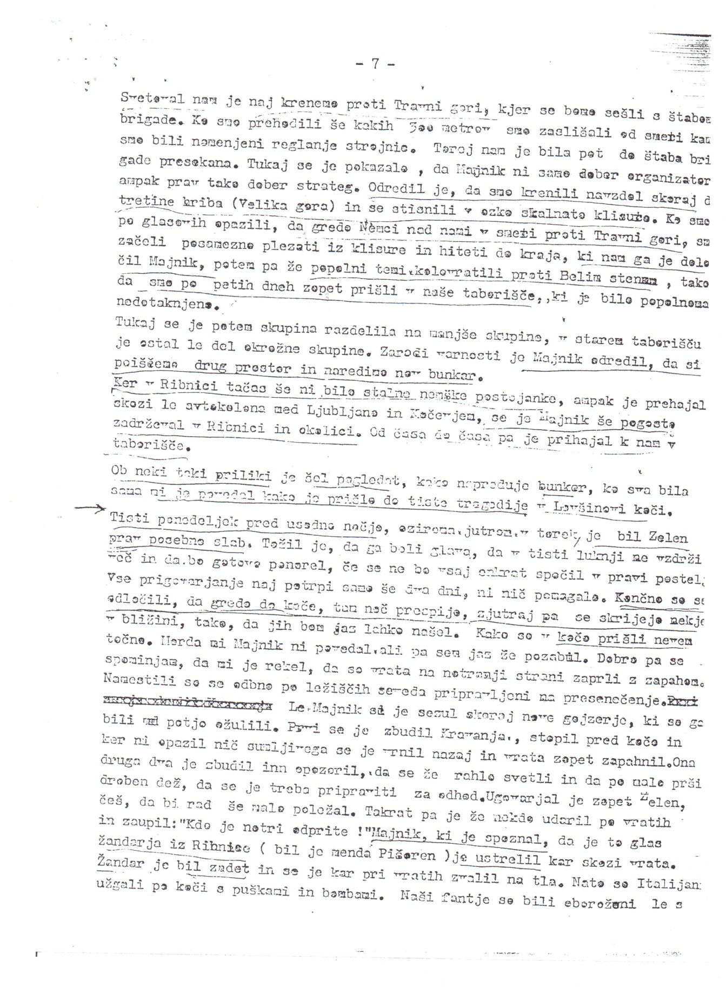 - 7 -
Svetoval nam je naj krenemo proti Travni gori, kjer se bomo sešli s štabom
brigade. Ko smo prehodili še kakih 300 metrov smo zaslišali od smeri kam
smo bili namenjeni reglanje strojnic. Torej nam je bila pot do štaba bri
gade presekana. Tukaj se je pokazalo , da Majnik ni samo dober organizator
ampak prav tako dober strateg. Odredil je, da smo krenili navzdol skoraj d
tretine hriba (Velika gora) in se stisnili v ozko skalnato klisuro. Ko smo
po glasovih opazili, da gredo Nemci nad nami v smeri proti Travni gori, sm
začeli posamezno plezati iz klisure in hiteti do kraja, ki nam ga je dolo
čil Majnik, potem pa že popolni temi kolovratili proti Belim stenam , tako
da smo po petih dneh zopet prišli v naše taborišče, ki je bilo popolnoma
nedotaknjeno.
Tukaj se je potem skupina razdelila na manjše skupine, v starem taborišču
je ostal le del okrožne skupine. Zaradi varnosti je Majnik odredil, da si
poiščemo drug prostor in naredimo nov bunkar.
Ker v Ribnici tačas še ni bilo stalne nemške postojanke, ampak je prehajal
skozi le avtokolona med Ljubljano in Kočevjem, se je Majnik še pogosto
zadrževal v Ribnici in okolici. Od časa do časa pa je prihajal k nam v
taborišče.
Ob neki taki priliki je šel pogledat, kako napreduje bunker, ko sva bila
sama mi je povedal kako je prišlo do tiste tragedije v Lovšinovi koči.
Tisti ponedeljek pred usodno nočjo, oziroma jutrom v torek, je bil Zelen
prav posebno slab. Tožil je, da ga boli glava, da v tisti luknji ne vzdrži
več in da bo gotovo ponorel, če se ne bo vsaj enkrat spočil v pravi postelj
Vse prigovarjanje naj potrpi samo še dva dni, ni nič pomagalo. Končno so se
odločili, da gredo do koče, tam noč prespijo, zjutraj pa se skrijejo nekje
v bližini, tako, da jih bom jaz lahko našel. Kako so v kočo prišli nevem
točno. Morda mi Majnik ni povedal ali pa sem jaz že pozabil. Dobro pa se
spominjam, da mi je rekel, da so vrata na notranji strani zaprli z zapahom.
Namestili so se odbno po ležiščih seveda pripravljeni na presenečenje.
Le Majnik si je sezul skoraj nove gojzerje, ki so ga
bili med potjo ožulili. Prvi se je zbudil Kravanja , stopil pred kočo in
ker ni opazil nič sumljivega se je vrnil nazaj in vrata zopet zapahnil.Ona
druga dva je zbudil inn opozoril, da se že rahlo svetli in da po malo prši
droben dež, da se je treba pripraviti za odhod.Ugovarjal je zopet Zelen,
češ, da bi rad še malo poležal. Takrat pa je že nekdo udaril po vratih
in zaupil:"Kdo je notri odprite !"Majnik, ki je spoznal, da je to glas
žandarja iz Ribnice ( bil je menda Pišoren )je ustrelil kar skozi vrata.
Žandar je bil zadet in se je kar pri vratih zvalil na tla. Nato so Italijani
užgali po koči s puškami in bombami. Naši fantje so bili oboroženi le s